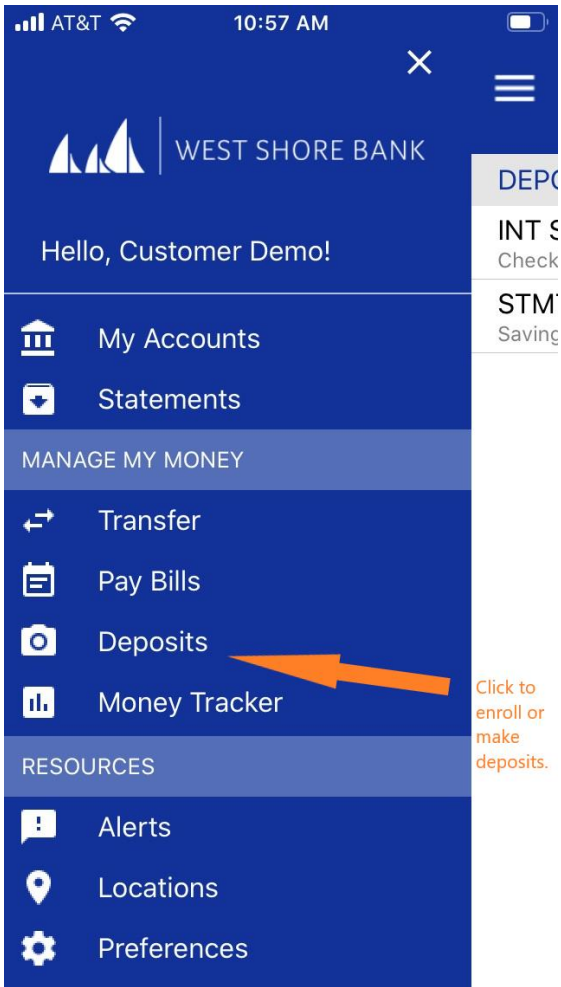 AT&T 10:57 AM
WEST SHORE BANK
Hello, Customer Demo!
My Accounts
Statements
MANAGE MY MONEY
Transfer
Pay Bills
Deposits
Money Tracker
RESOURCES
Alerts
Locations
Preferences
DEPO
INT S
Check
STMT
Saving
Click to
enroll or
make
deposits.